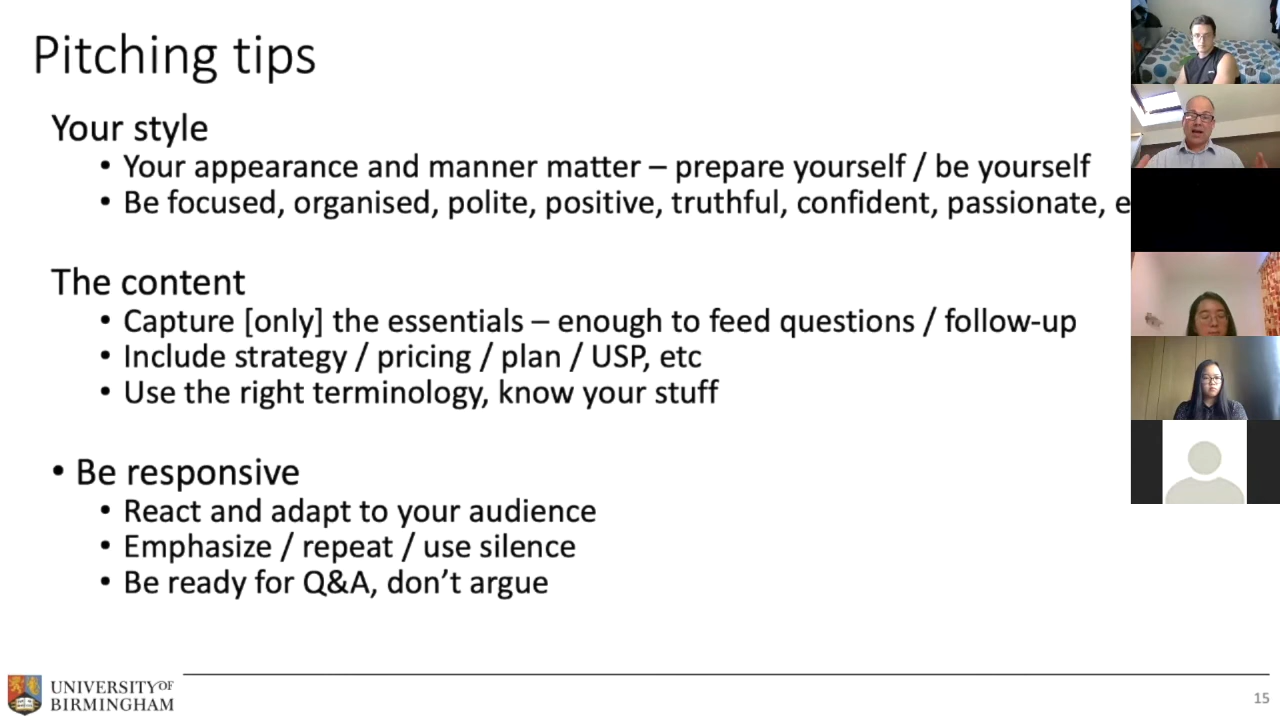 Pitching tips
Your style
• Your appearance and manner matter – prepare yourself / be yourself
• Be focused, organised, polite, positive, truthful, confident, passionate,
The content
• Capture [only] the essentials – enough to feed questions / follow-up
• Include strategy / pricing / plan / USP, etc
• Use the right terminology, know your stuff
• Be responsive
• React and adapt to your audience
• Emphasize / repeat / use silence
• Be ready for Q&A, don’t argue
UNIVERSITY OF
BIRMINGHAM
15